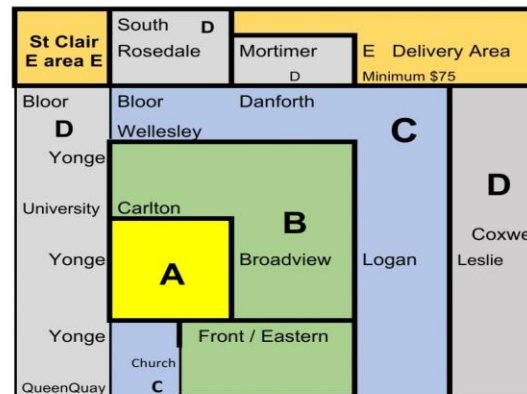 South D
St Clair
E area E
Rosedale
Mortimer
D
E Delivery Area
Minimum $75
Bloor
Bloor
Danforth
D
Wellesley
C
Yonge
D
University
Carlton
B
Coxwe
Yonge
A
Broadview
Logan
Leslie
Yonge
Front / Eastern
Church
QueenQuay
C